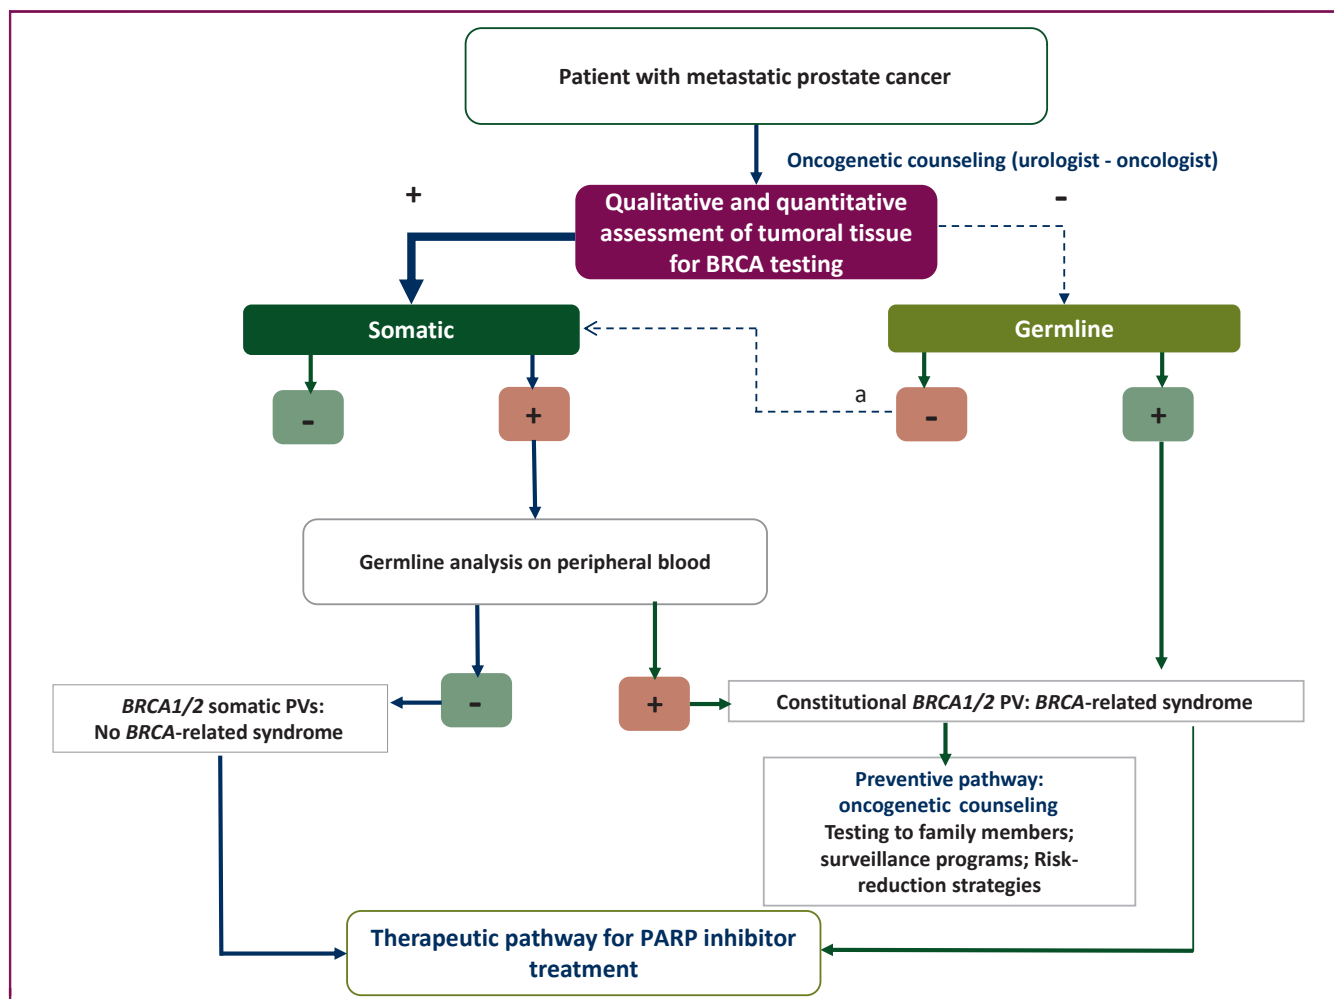 Patient with metastatic prostate cancer
Oncogenetic counseling (urologist - oncologist)
+
-
Qualitative and quantitative
assessment of tumoral tissue
for BRCA testing
Somatic
Germline
-
+
a
-
+
Germline analysis on peripheral blood
-
+
BRCA1/2 somatic PVs:
No BRCA-related syndrome
Constitutional BRCA1/2 PV: BRCA-related syndrome
Preventive pathway:
oncogenetic counseling
Testing to family members;
surveillance programs; Risk-
reduction strategies
Therapeutic pathway for PARP inhibitor
treatment